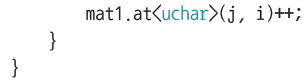 mat1.at<uchar>(j, i)++;
}
}